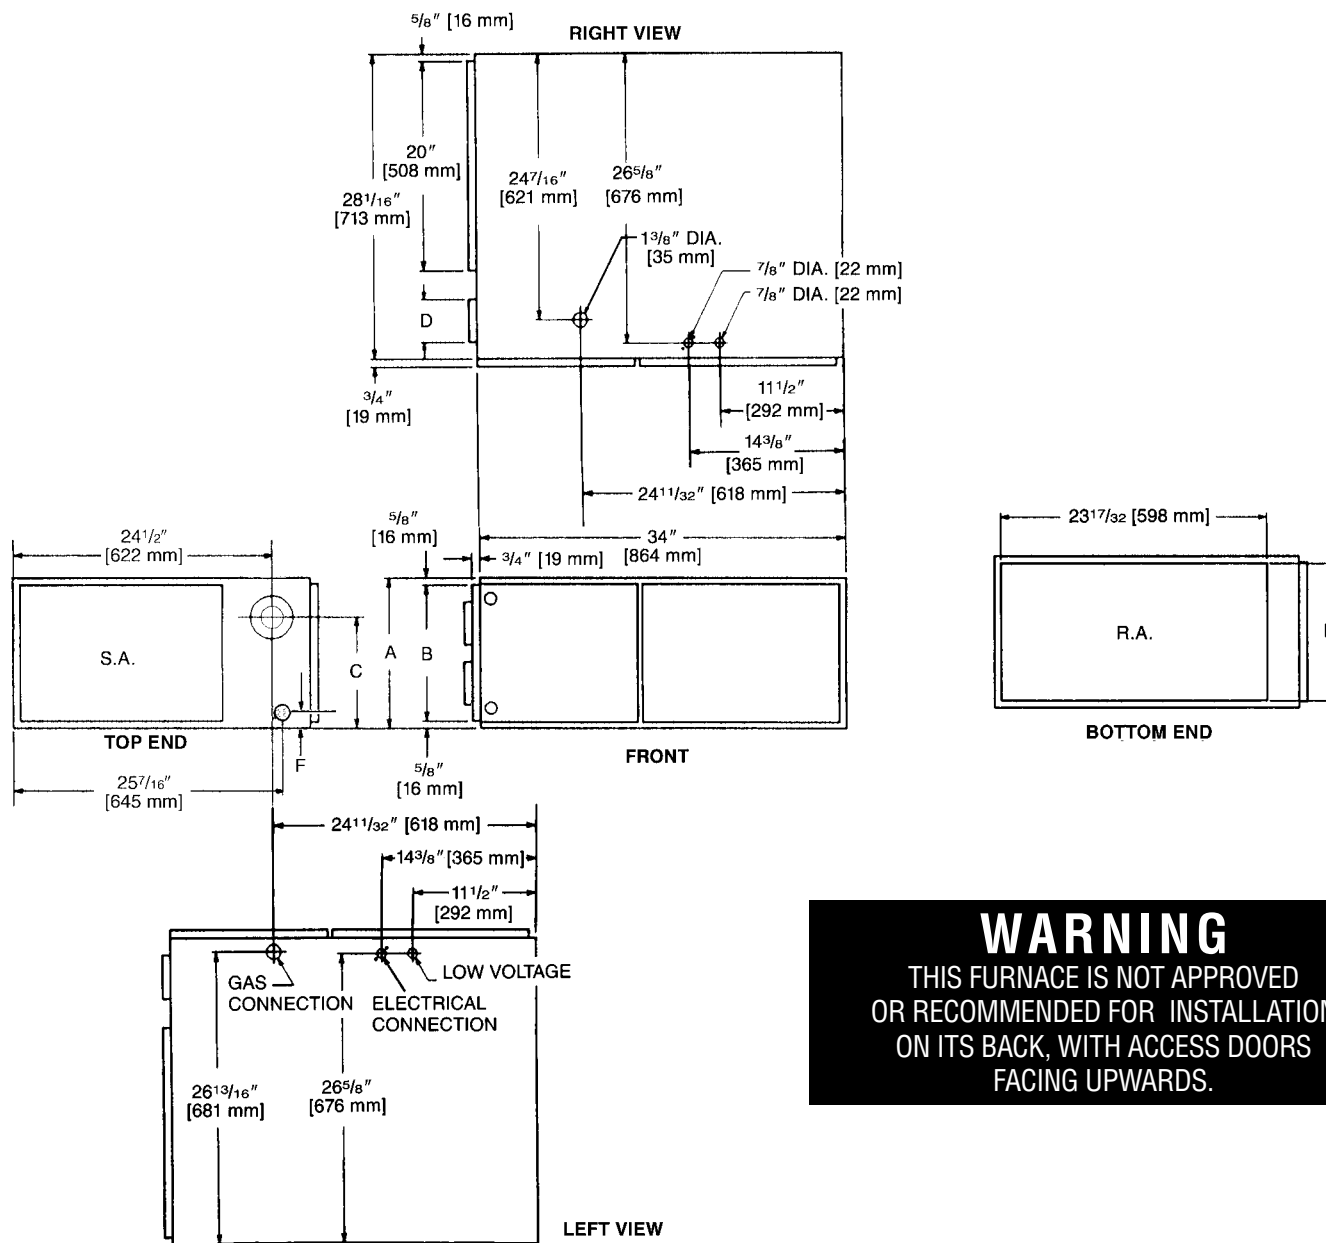 5/8″ [16 mm]
RIGHT VIEW
20″
[508 mm]
28 1/16″
[713 mm]
24 7/16″
[621 mm]
26 5/8″
[676 mm]
1 3/8″ DIA.
[35 mm]
7/8″ DIA. [22 mm]
7/8″ DIA. [22 mm]
D
3/4″
[19 mm]
11 1/2″
[292 mm]
14 3/8″
[365 mm]
24 11/32″ [618 mm]
5/8″
[16 mm]
34″
[864 mm]
3/4″ [19 mm]
24 1/2″
[622 mm]
S.A.
C
A
B
F
TOP END
25 7/16″
[645 mm]
5/8″
[16 mm]
FRONT
23 17/32 [598 mm]
R.A.
BOTTOM END
24 11/32″ [618 mm]
14 3/8″ [365 mm]
11 1/2″
[292 mm]
GAS
CONNECTION
ELECTRICAL
CONNECTION
LOW VOLTAGE
26 13/16″
[681 mm]
26 5/8″
[676 mm]
LEFT VIEW
WARNING
THIS FURNACE IS NOT APPROVED
OR RECOMMENDED FOR INSTALLATION
ON ITS BACK, WITH ACCESS DOORS
FACING UPWARDS.